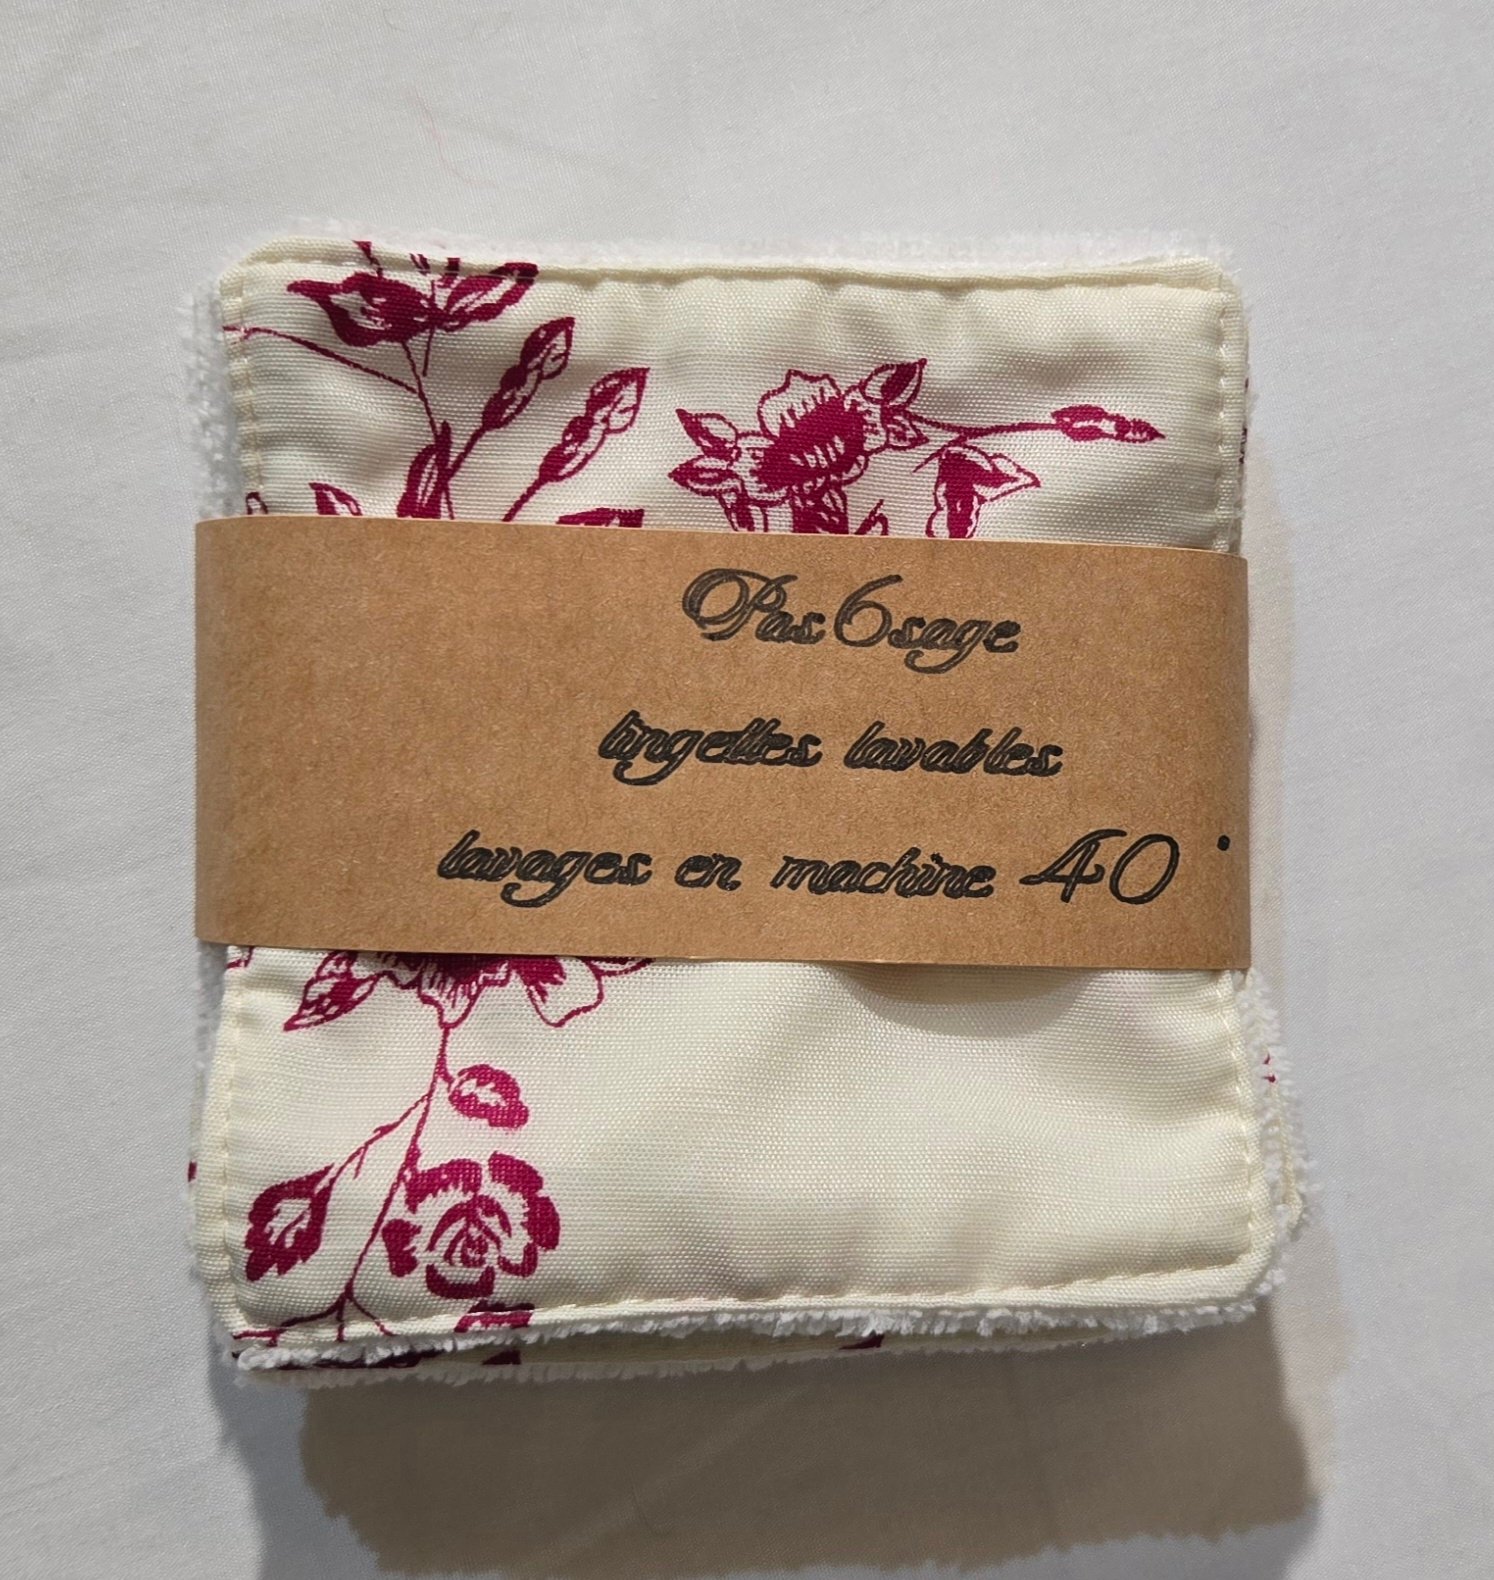 Pas6sage
lingettes lavables
lavages en machine 40°